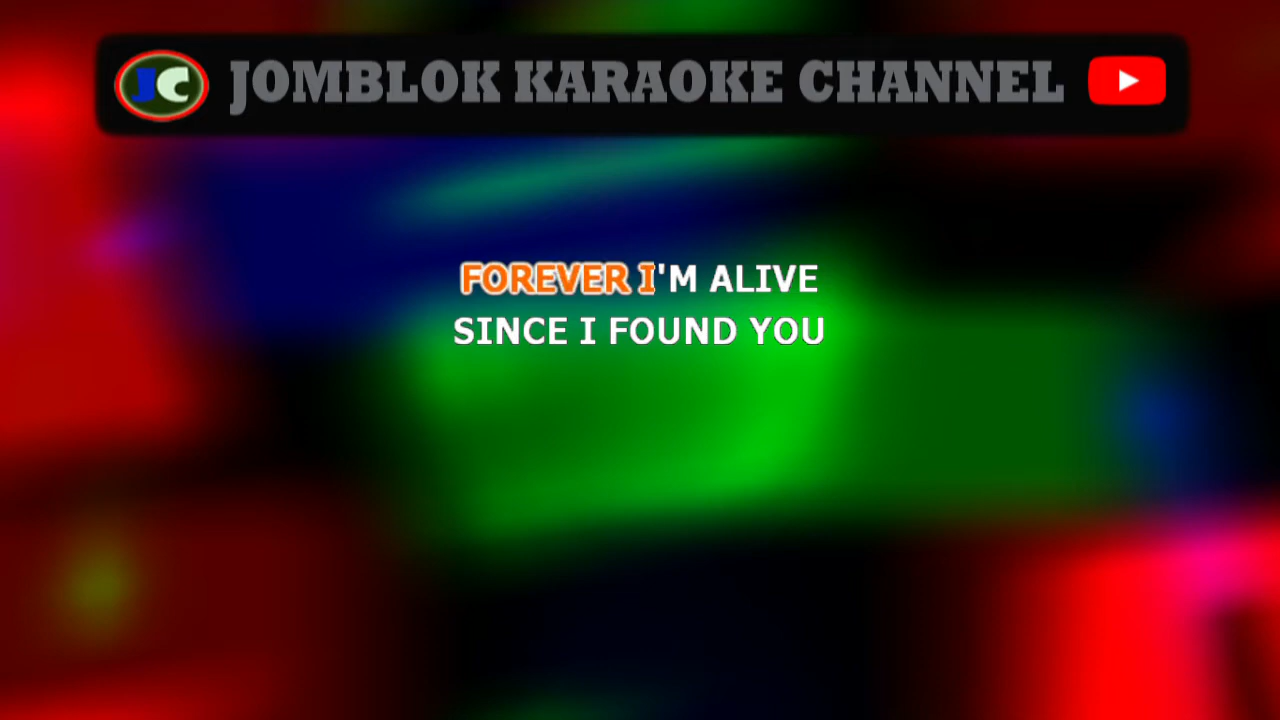 JC JOMBLOK KARAOKE CHANNEL
FOREVER I'M ALIVE
SINCE I FOUND YOU